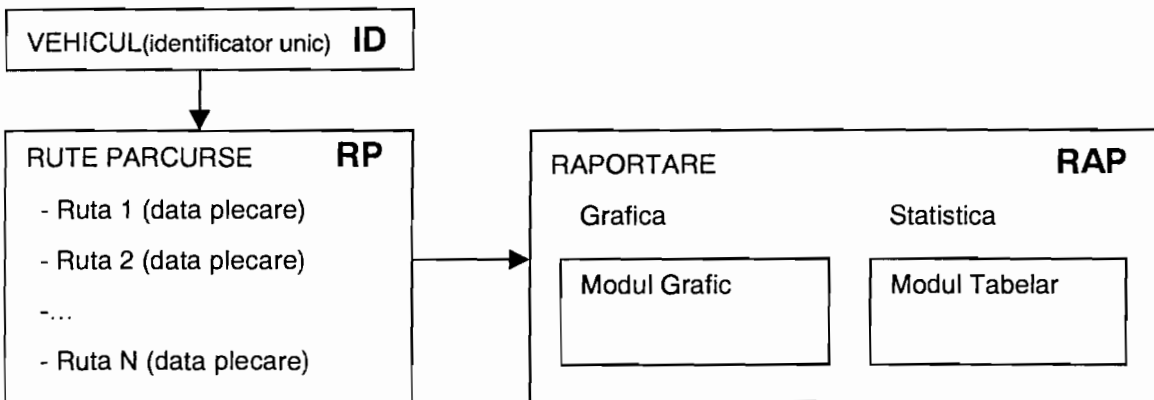 VEHICUL(identificator unic) ID
RUTE PARCURSE RP
- Ruta 1 (data plecare)
- Ruta 2 (data plecare)
-...
- Ruta N (data plecare)
RAPORTARE RAP
Grafica Statistica
Modul Grafic Modul Tabelar